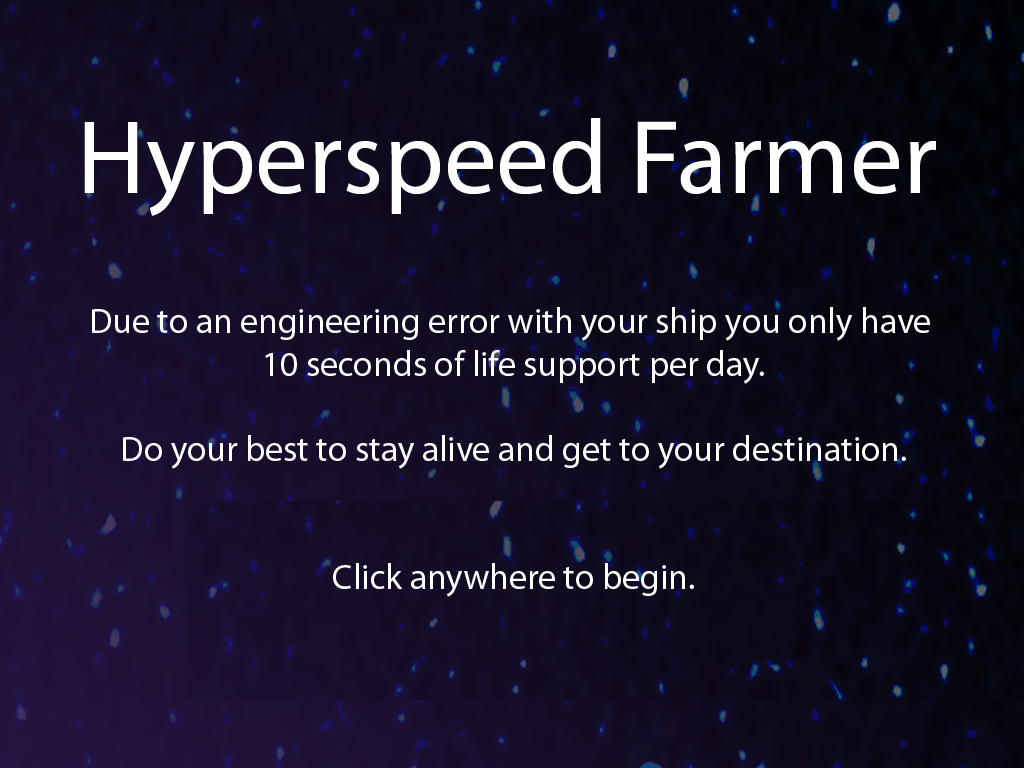 Hyperspeed Farmer
Due to an engineering error with your ship you only have
10 seconds of life support per day.
Do your best to stay alive and get to your destination.
Click anywhere to begin.